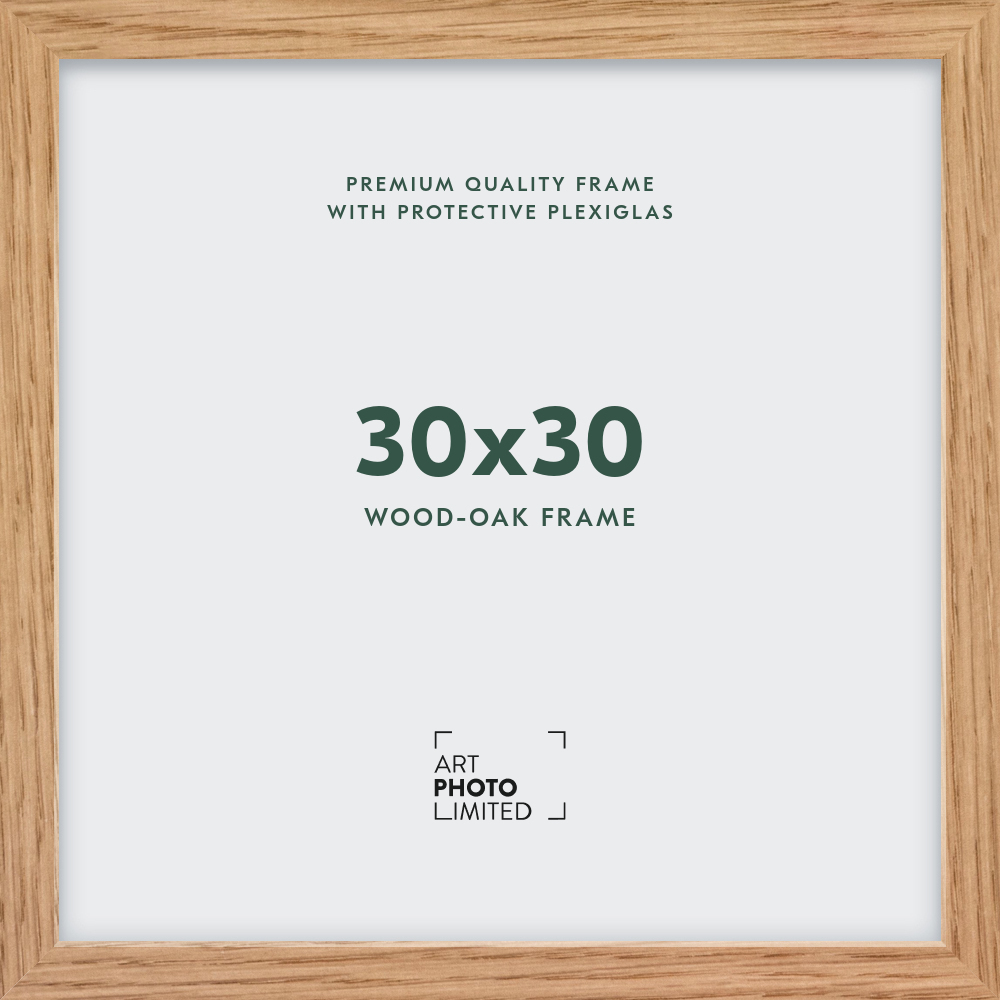 PREMIUM QUALITY FRAME
WITH PROTECTIVE PLEXIGLAS
30x30
WOOD-OAK FRAME
ART
PHOTO
LIMITED